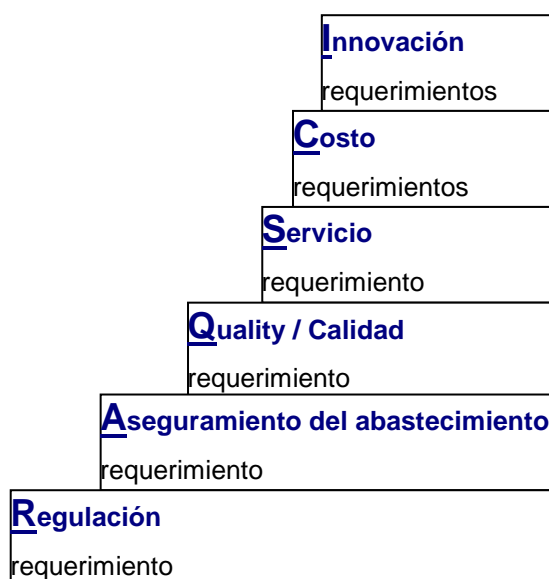 Innovación
requerimientos
Costo
requerimientos
Servicio
requerimiento
Quality / Calidad
requerimiento
Aseguramiento del abastecimiento
requerimiento
Regulación
requerimiento